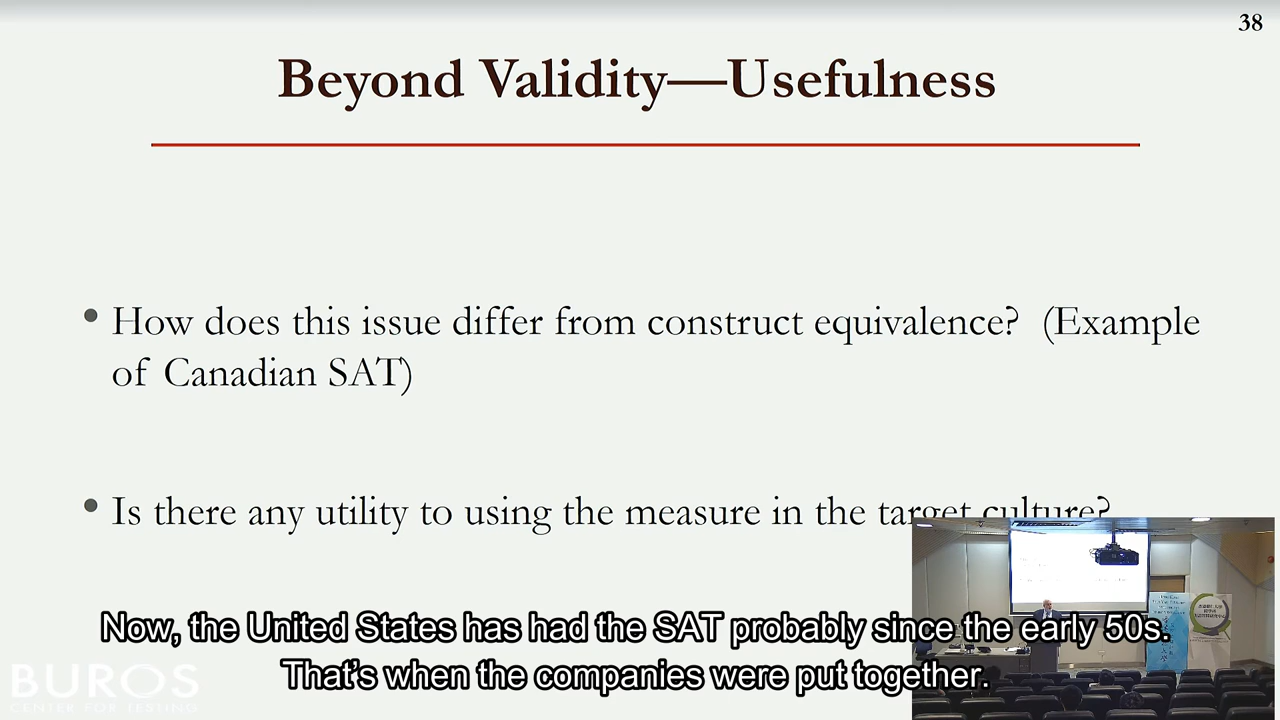 38
Beyond Validity—Usefulness
• How does this issue differ from construct equivalence? (Example
of Canadian SAT)
• Is there any utility to using the measure in the target culture?
Now, the United States has had the SAT probably since the early 50s.
That's when the companies were put together.
BUROS
CENTER FOR TESTING